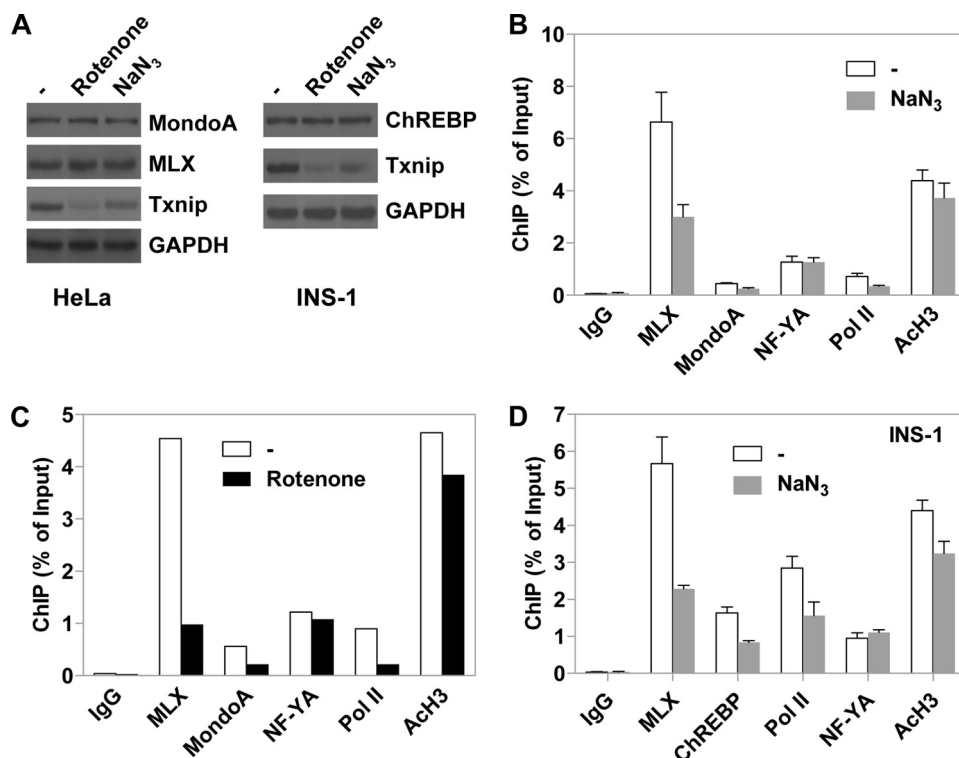 A
-
Rotenone
NaN₃
MondoA
MLX
Txnip
GAPDH
HeLa
-
Rotenone
NaN₃
ChREBP
Txnip
GAPDH
INS-1
B
ChIP (% of Input)
10
8
6
4
2
0
-
NaN₃
IgG
MLX
MondoA
NF-YA
Pol II
AcH3
C
ChIP (% of Input)
5
4
3
2
1
0
-
Rotenone
IgG
MLX
MondoA
NF-YA
Pol II
AcH3
D
INS-1
ChIP (% of Input)
7
6
5
4
3
2
1
0
-
NaN₃
IgG
MLX
ChREBP
Pol II
NF-YA
AcH3